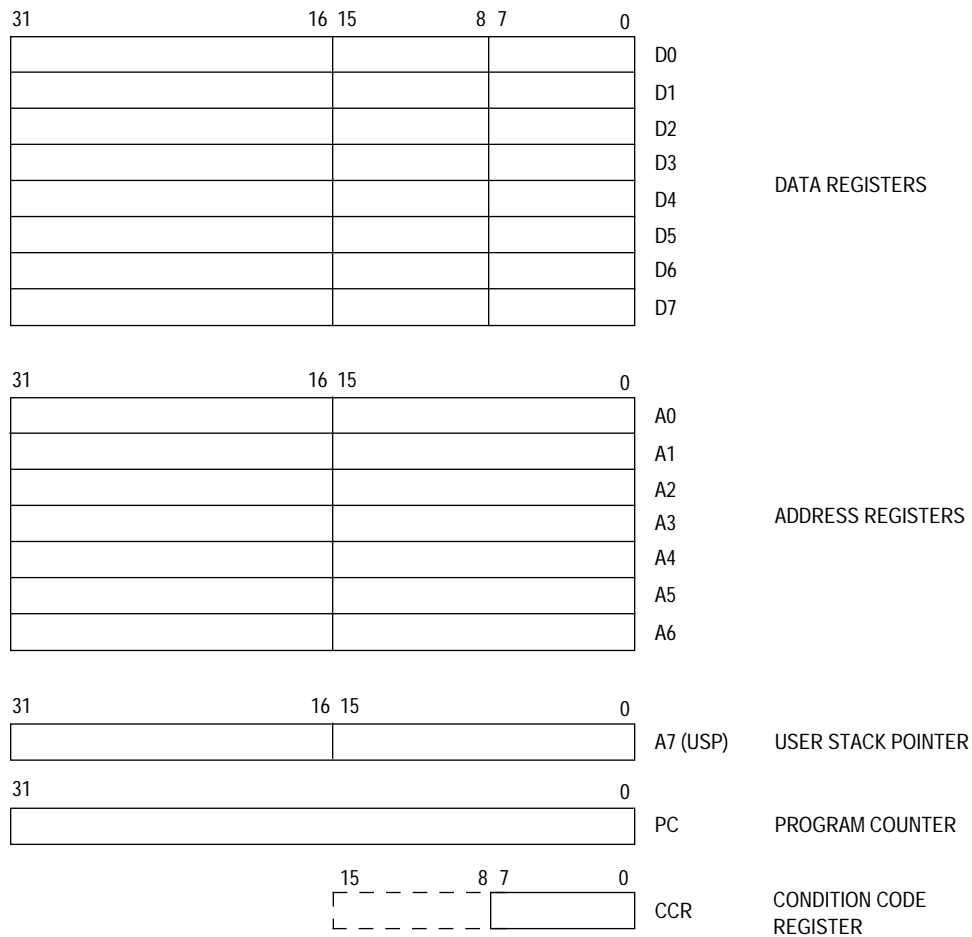 31 16 15 8 7 0
D0
D1
D2
D3
D4
D5
D6
D7
DATA REGISTERS
31 16 15 0
A0
A1
A2
A3
A4
A5
A6
ADDRESS REGISTERS
31 16 15 0
A7 (USP) USER STACK POINTER
31 0
PC PROGRAM COUNTER
15 8 7 0
CCR CONDITION CODE
REGISTER